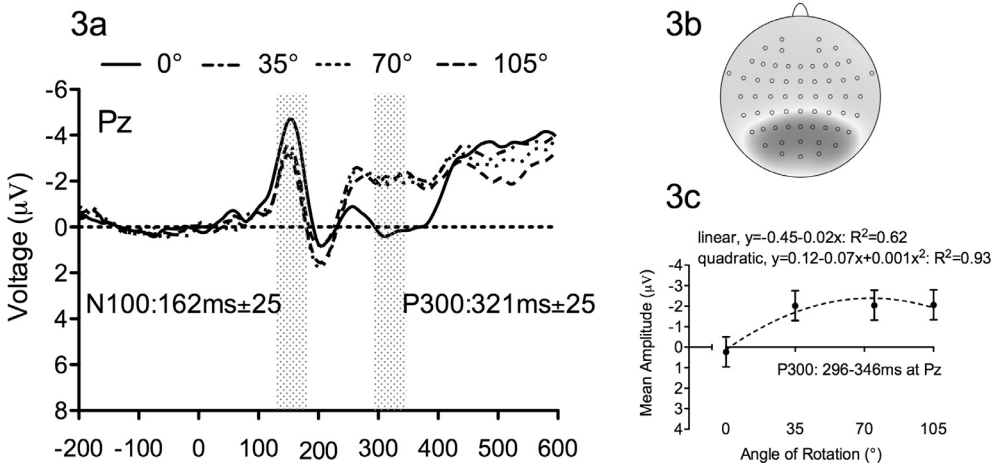 3a
0° 35° 70° 105°
-6
-4
-2
0
2
4
6
8
Voltage (μV)
Pz
N100:162ms±25
P300:321ms±25
-200 -100 0 100 200 300 400 500 600
3b
3c
linear, y=-0.45-0.02x: R²=0.62
quadratic, y=0.12-0.07x+0.001x²: R²=0.93
-4
-3
-2
-1
0
1
2
3
4
Mean Amplitude (μV)
P300: 296-346ms at Pz
0 35 70 105
Angle of Rotation (°)